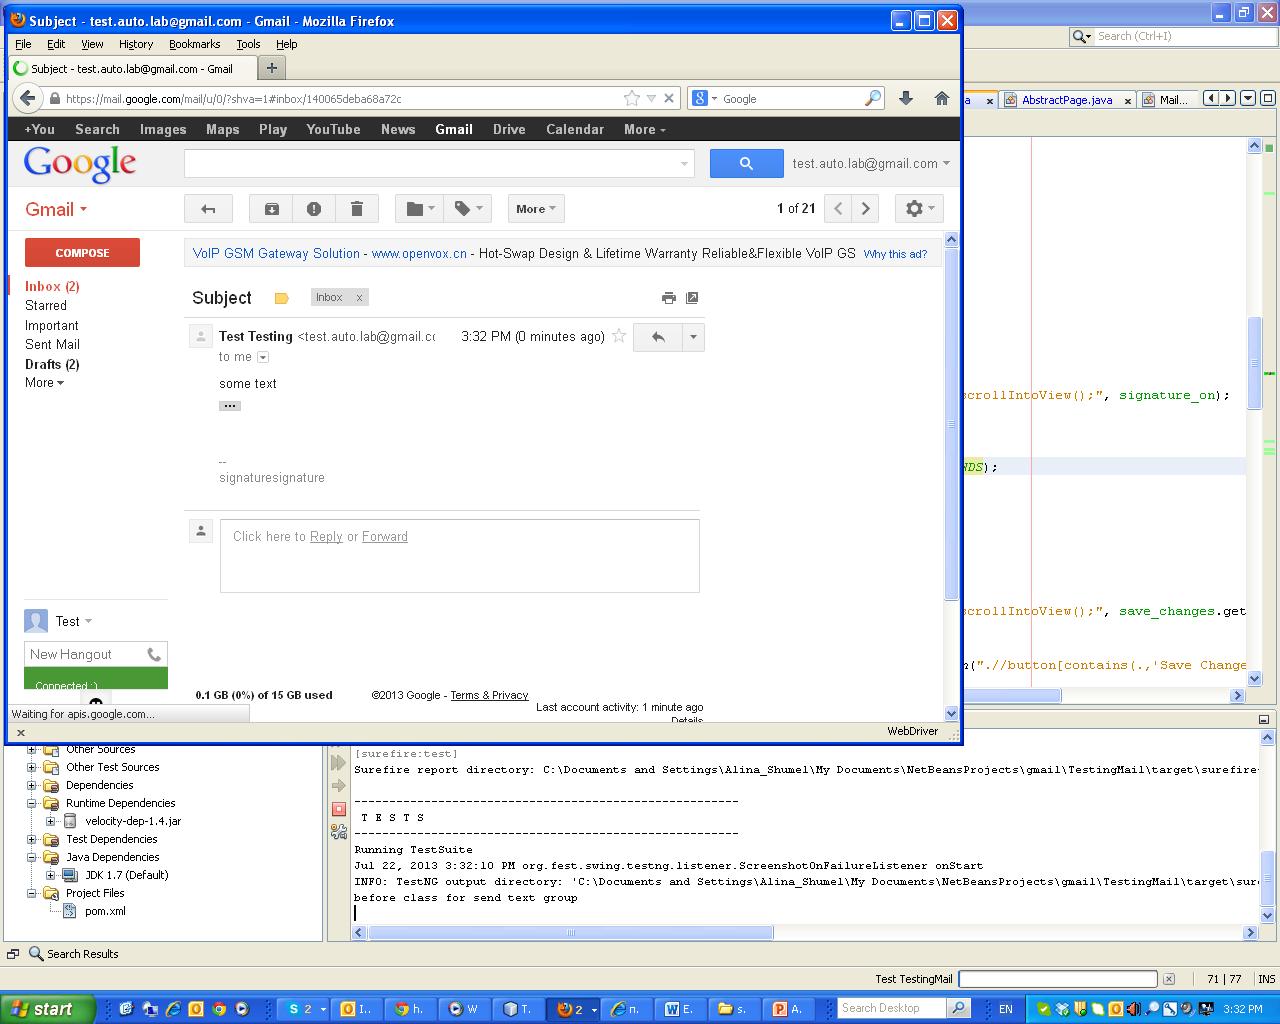 Subject - test.auto.lab@gmail.com - Gmail - Mozilla Firefox
File Edit View History Bookmarks Tools Help
Search (Ctrl+I)
Subject - test.auto.lab@gmail.com - Gmail
AbstractPage.java x Mail...
https://mail.google.com/mail/u/0/?shva=1#inbox/140065deba68a72c
Google
+You Search Images Maps Play YouTube News Gmail Drive Calendar More
Google
test.auto.lab@gmail.com
Gmail
More
1 of 21
COMPOSE
VoIP GSM Gateway Solution - www.openvox.cn - Hot-Swap Design & Lifetime Warranty Reliable&Flexible VoIP GS Why this ad?
Inbox (2)
Starred
Important
Sent Mail
Drafts (2)
More
Subject Inbox x
Test Testing <test.auto.lab@gmail.cc 3:32 PM (0 minutes ago)
to me
some text
...
--
signaturesignature
Click here to Reply or Forward
crollIntoView();", signature_on);
NDS);
crollIntoView();", save_changes.get
(".//button[contains(.,'Save Change
Test
New Hangout
Connected :).
0.1 GB (0%) of 15 GB used
©2013 Google - Terms & Privacy
Last account activity: 1 minute ago
Details
Waiting for apis.google.com...
x WebDriver
Other Sources
Other Test Sources
Dependencies
Runtime Dependencies
velocity-dep-1.4.jar
Test Dependencies
Java Dependencies
JDK 1.7 (Default)
Project Files
pom.xml
[surefire:test]
Surefire report directory: C:\Documents and Settings\Alina_Shumel\My Documents\NetBeansProjects\gmail\TestingMail\target\surefire-
-------------------------------------------------------
T E S T S
-------------------------------------------------------
Running TestSuite
Jul 22, 2013 3:32:10 PM org.fest.swing.testng.listener.ScreenshotOnFailureListener onStart
INFO: TestNG output directory: 'C:\Documents and Settings\Alina_Shumel\My Documents\NetBeansProjects\gmail\TestingMail\target\sure
before class for send text group
Search Results
Test TestingMail 71 | 77 INS
start
S 2 I.. h. W T. 2 n. E. s. A.
Search Desktop
EN
3:32 PM